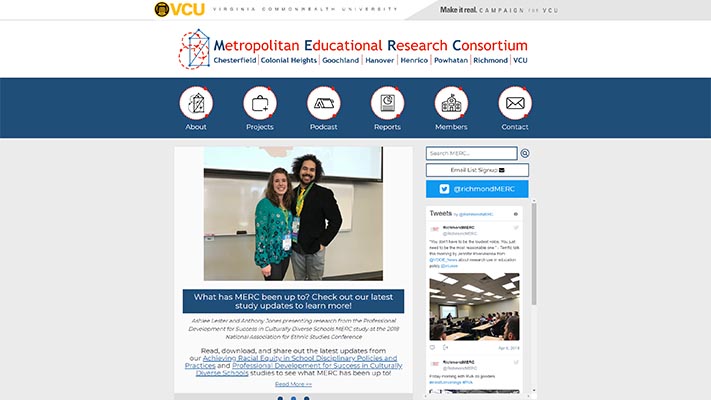 VCU VIRGINIA COMMONWEALTH UNIVERSITY
Make it real. CAMPAIGN FOR VCU
Metropolitan Educational Research Consortium
Chesterfield | Colonial Heights | Goochland | Hanover | Henrico | Powhatan | Richmond | VCU
About Projects Podcast Reports Members Contact
Search MERC...
Email List Signup
@richmondMERC
What has MERC been up to? Check out our latest
study updates to learn more!
Ashlee Lester and Anthony Jones presenting research from the Professional
Development for Success in Culturally Diverse Schools MERC study at the 2018
National Association for Ethnic Studies Conference
Read, download, and share out the latest updates from
our Achieving Racial Equity in School Disciplinary Policies and
Practices and Professional Development for Success in Culturally
Diverse Schools studies to see what MERC has been up to!
Read More >>
Tweets by @RichmondMERC
RichmondMERC
@RichmondMERC
"You don't have to be the loudest voice. You just
need to be the most reasonable one." - Terrific talk
this morning by Jennifer
about research use in education
policy
RichmondMERC
@RichmondMERC
Friday morning with RVA ed leaders